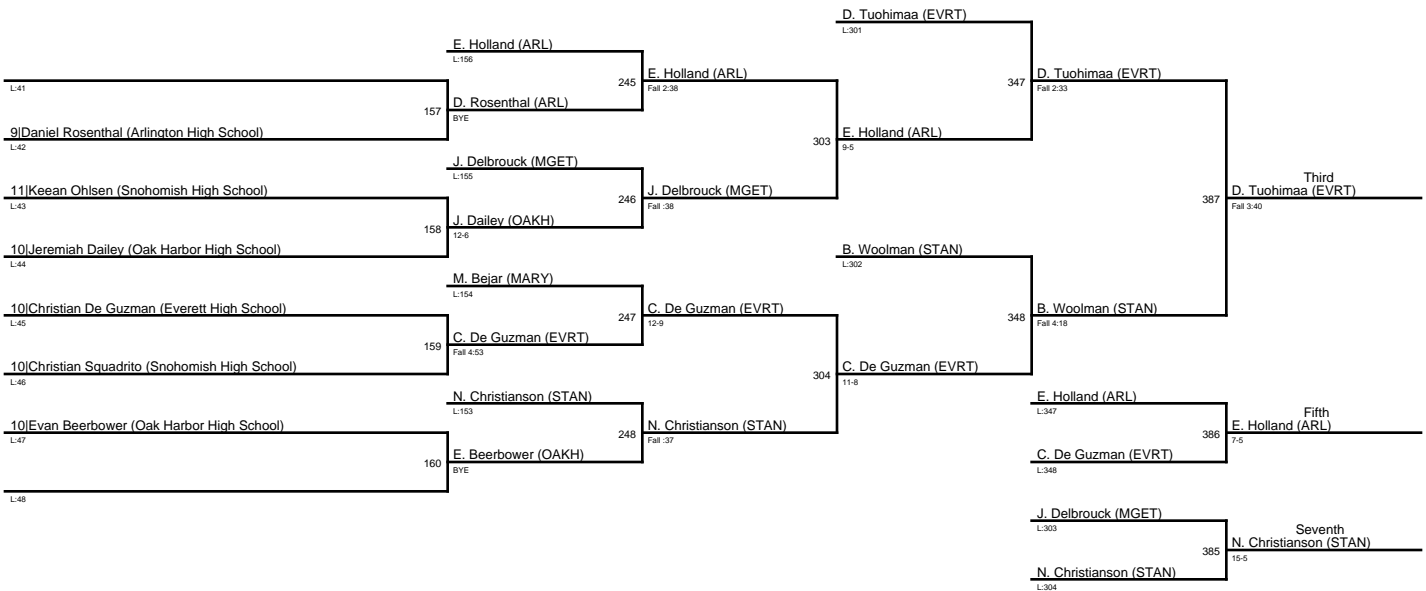 D. Tuohimaa (EVRT)
L:301
E. Holland (ARL)
L:156
245
E. Holland (ARL)
Fall 2:38
347
D. Tuohimaa (EVRT)
Fall 2:33
L:41
157
D. Rosenthal (ARL)
BYE
9|Daniel Rosenthal (Arlington High School)
L:42
303
E. Holland (ARL)
9-5
J. Delbrouck (MGET)
L:155
11|Keean Ohlsen (Snohomish High School)
L:43
246
J. Delbrouck (MGET)
Fall :38
387
Third
D. Tuohimaa (EVRT)
Fall 3:40
158
J. Dailey (OAKH)
12-6
10|Jeremiah Dailey (Oak Harbor High School)
L:44
B. Woolman (STAN)
L:302
M. Bejar (MARY)
L:154
10|Christian De Guzman (Everett High School)
L:45
247
C. De Guzman (EVRT)
12-9
348
B. Woolman (STAN)
Fall 4:18
159
C. De Guzman (EVRT)
Fall 4:53
10|Christian Squadrito (Snohomish High School)
L:46
304
C. De Guzman (EVRT)
11-8
N. Christianson (STAN)
L:153
E. Holland (ARL)
L:347
10|Evan Beerbower (Oak Harbor High School)
L:47
248
N. Christianson (STAN)
Fall :37
386
Fifth
E. Holland (ARL)
7-5
160
E. Beerbower (OAKH)
BYE
C. De Guzman (EVRT)
L:348
L:48
J. Delbrouck (MGET)
L:303
385
Seventh
N. Christianson (STAN)
15-5
N. Christianson (STAN)
L:304